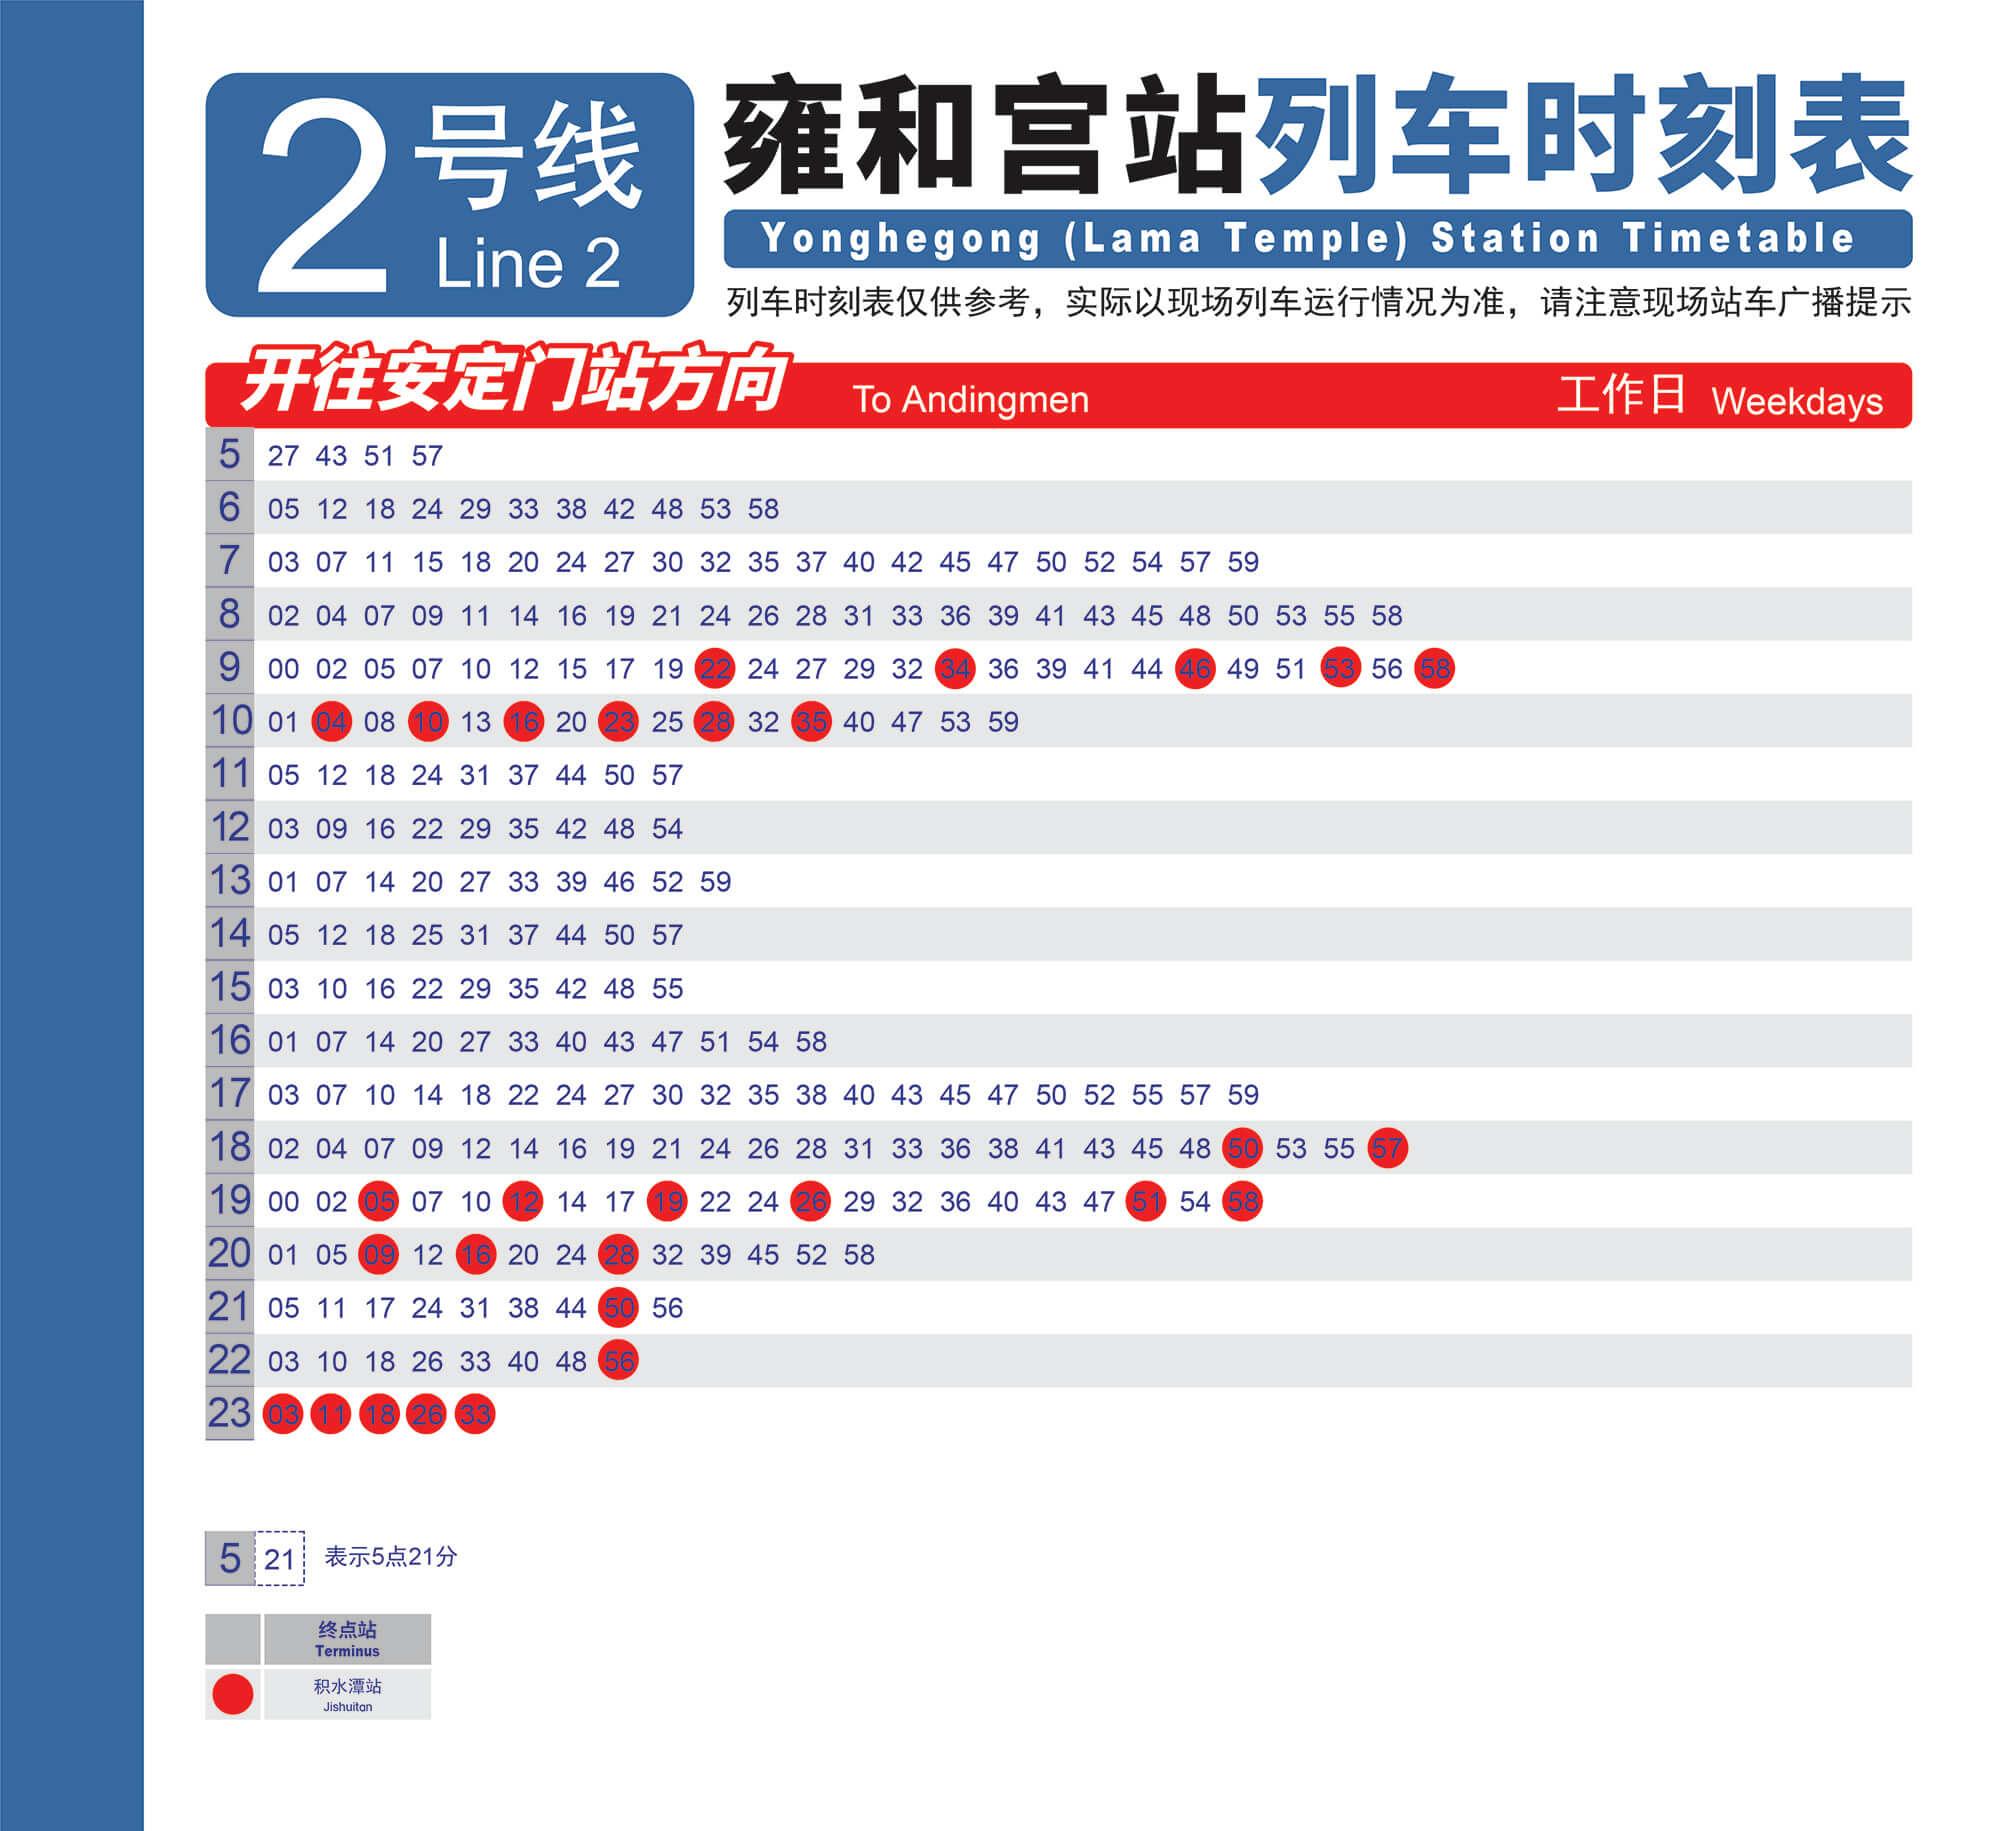 2号线
Line 2
雍和宫站列车时刻表
Yonghegong (Lama Temple) Station Timetable
列车时刻表仅供参考，实际以现场列车运行情况为准，请注意现场站车广播提示
开往安定门站方向 To Andingmen 工作日 Weekdays
5 27 43 51 57
6 05 12 18 24 29 33 38 42 48 53 58
7 03 07 11 15 18 20 24 27 30 32 35 37 40 42 45 47 50 52 54 57 59
8 02 04 07 09 11 14 16 19 21 24 26 28 31 33 36 39 41 43 45 48 50 53 55 58
9 00 02 05 07 10 12 15 17 19 22 24 27 29 32 34 36 39 41 44 46 49 51 53 56 58
10 01 04 08 10 13 16 20 23 25 28 32 35 40 47 53 59
11 05 12 18 24 31 37 44 50 57
12 03 09 16 22 29 35 42 48 54
13 01 07 14 20 27 33 39 46 52 59
14 05 12 18 25 31 37 44 50 57
15 03 10 16 22 29 35 42 48 55
16 01 07 14 20 27 33 40 43 47 51 54 58
17 03 07 10 14 18 22 24 27 30 32 35 38 40 43 45 47 50 52 55 57 59
18 02 04 07 09 12 14 16 19 21 24 26 28 31 33 36 38 41 43 45 48 50 53 55 57
19 00 02 05 07 10 12 14 17 19 22 24 26 29 32 36 40 43 47 51 54 58
20 01 05 09 12 16 20 24 28 32 39 45 52 58
21 05 11 17 24 31 38 44 50 56
22 03 10 18 26 33 40 48 56
23 03 11 18 26 33
5 21 表示5点21分
终点站
Terminus
积水潭站
Jishuitan